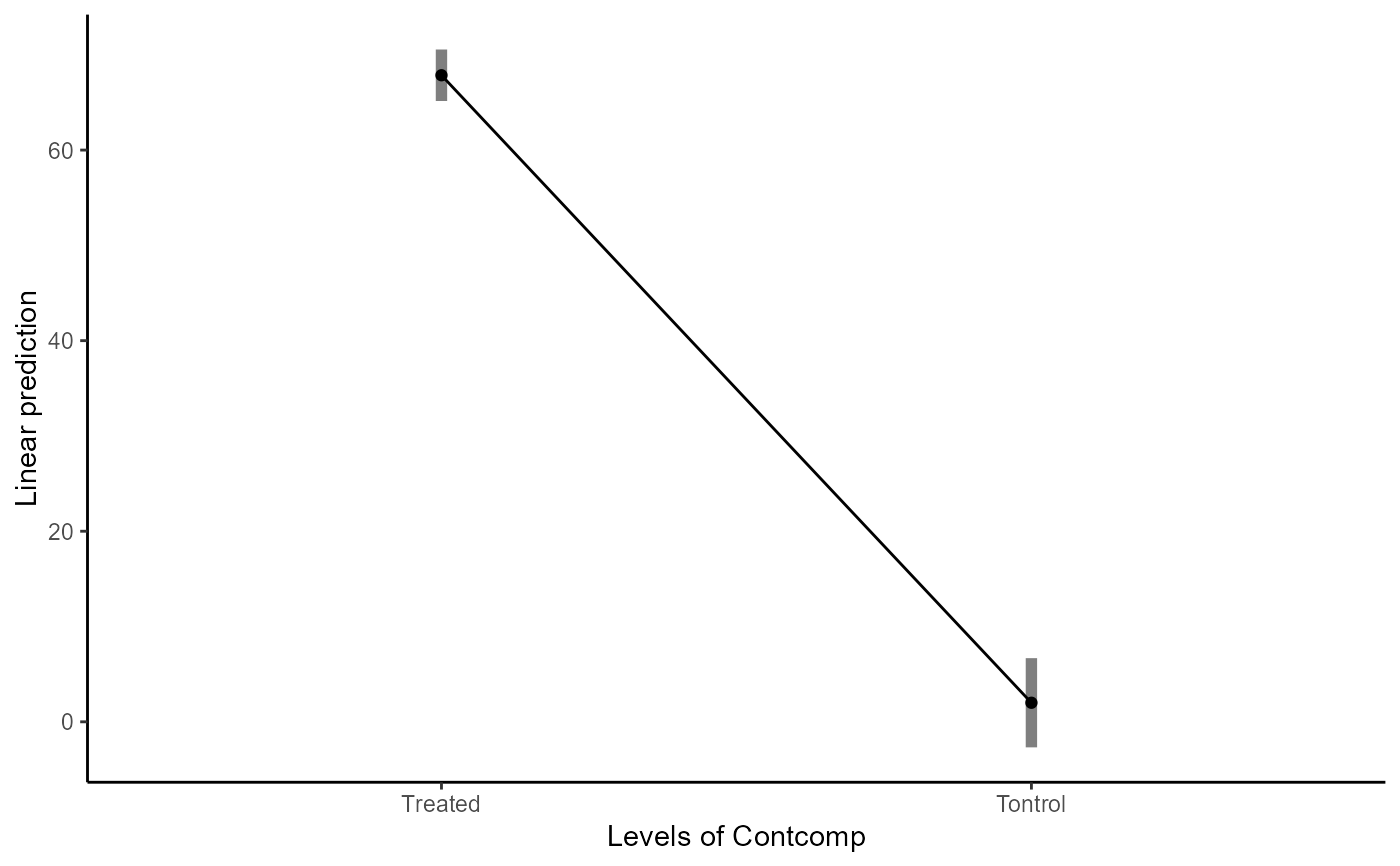 60
40
20
0
Linear prediction
Treated
Tontrol
Levels of Contcomp